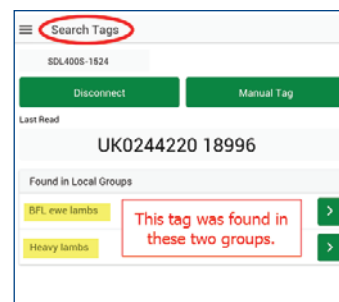 Search Tags
SDL400S-1524
Disconnect
Manual Tag
Last Read
UK0244220 18996
Found in Local Groups
BFL ewe lambs
This tag was found in
these two groups.
Heavy lambs